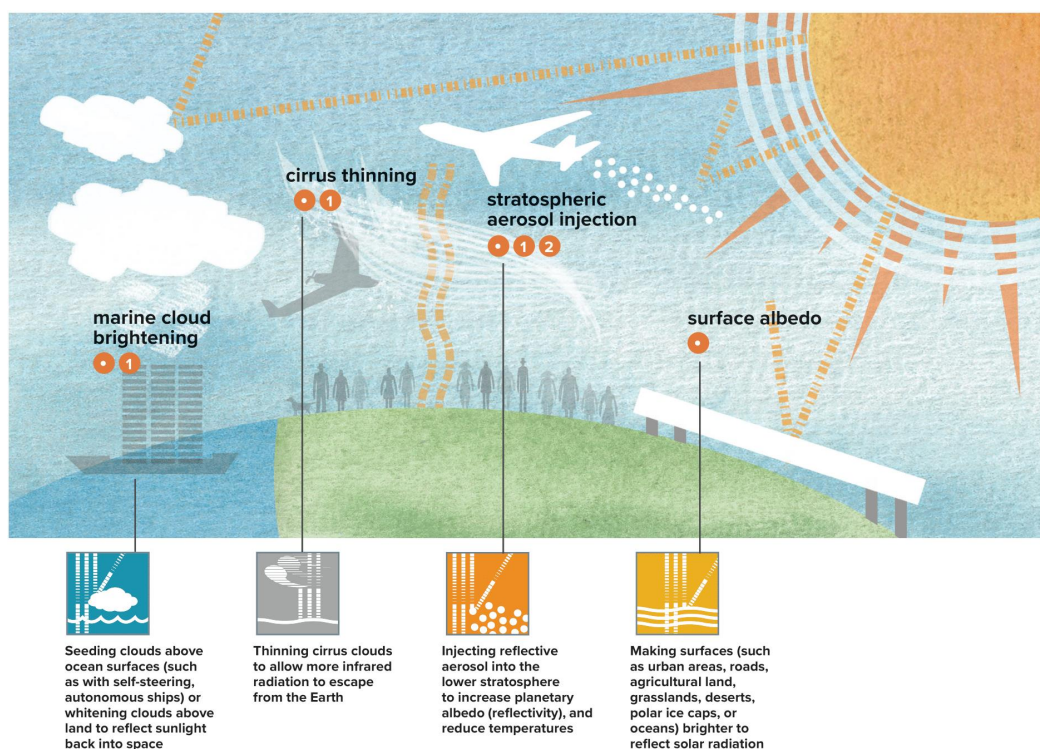 cirrus thinning
1
stratospheric
aerosol injection
1 2
marine cloud
brightening
1
surface albedo
Seeding clouds above
ocean surfaces (such
as with self-steering,
autonomous ships) or
whitening clouds above
land to reflect sunlight
back into space
Thinning cirrus clouds
to allow more infrared
radiation to escape
from the Earth
Injecting reflective
aerosol into the
lower stratosphere
to increase planetary
albedo (reflectivity), and
reduce temperatures
Making surfaces (such
as urban areas, roads,
agricultural land,
grasslands, deserts,
polar ice caps, or
oceans) brighter to
reflect solar radiation